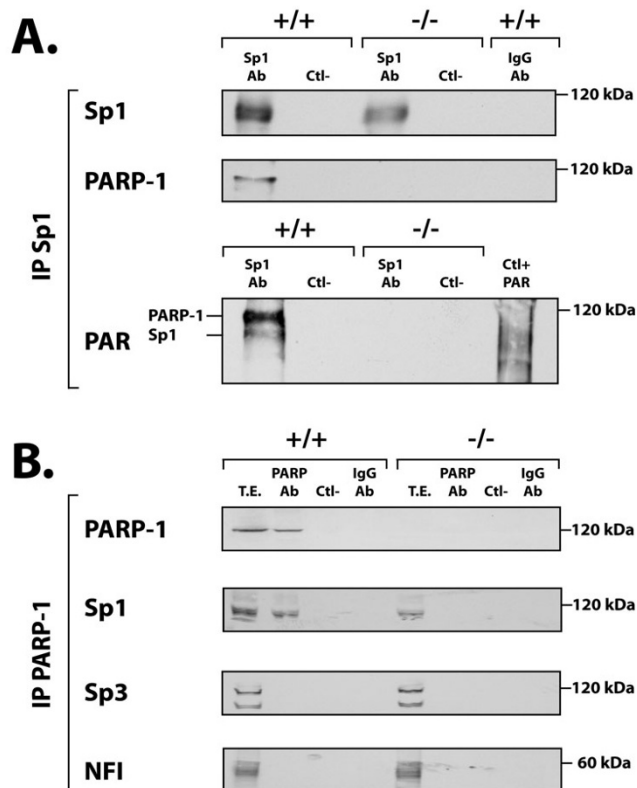 A.
+/+ -/- +/+
Sp1 Ab Ctl- Sp1 Ab Ctl- IgG Ab
IP Sp1
Sp1 120 kDa
PARP-1 120 kDa
+/+ -/-
Sp1 Ab Ctl- Sp1 Ab Ctl- Ctl+ PAR
PARP-1 120 kDa
Sp1
PAR
B.
+/+ -/-
T.E. PARP Ab Ctl- IgG Ab T.E. PARP Ab Ctl- IgG Ab
IP PARP-1
PARP-1 120 kDa
Sp1 120 kDa
Sp3 120 kDa
NFI 60 kDa